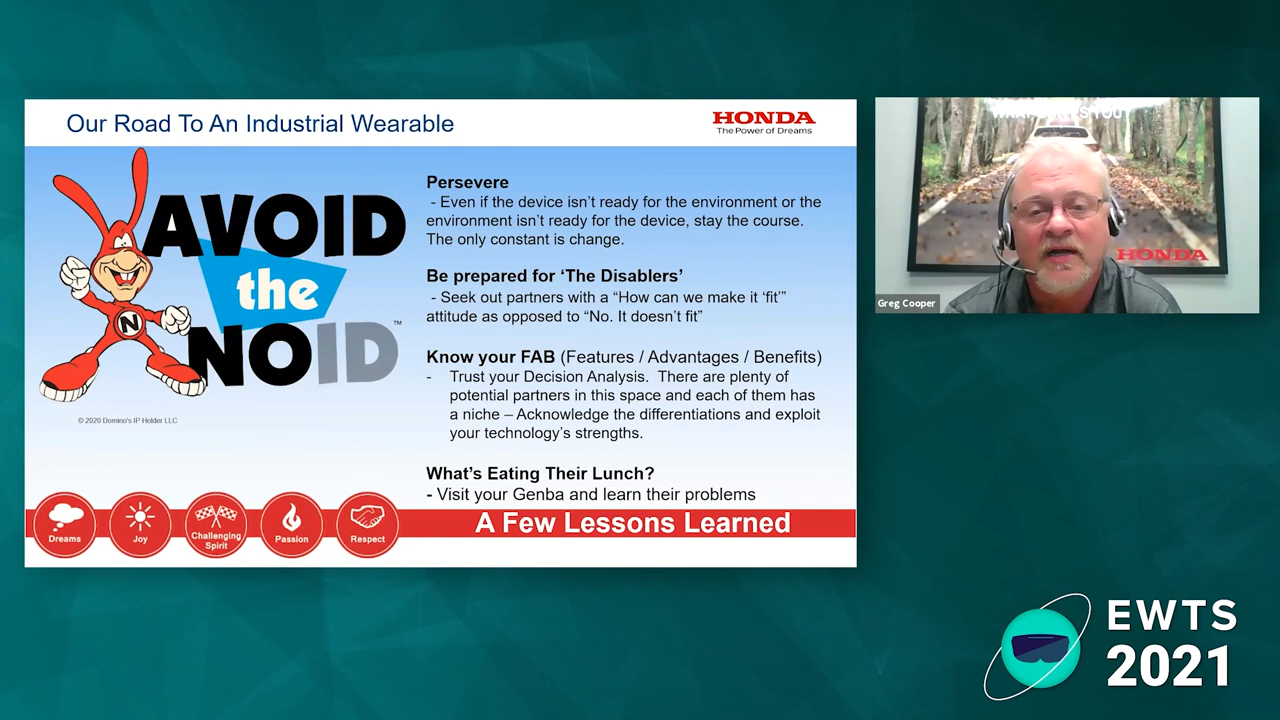 Our Road To An Industrial Wearable
HONDA
The Power of Dreams
AVOID
the
NOID™
N
© 2020 Domino's IP Holder LLC
Persevere
- Even if the device isn't ready for the environment or the
environment isn't ready for the device, stay the course.
The only constant is change.
Be prepared for 'The Disablers'
- Seek out partners with a "How can we make it 'fit'"
attitude as opposed to "No. It doesn't fit"
Know your FAB (Features / Advantages / Benefits)
- Trust your Decision Analysis. There are plenty of
potential partners in this space and each of them has
a niche – Acknowledge the differentiations and exploit
your technology's strengths.
What's Eating Their Lunch?
- Visit your Genba and learn their problems
Dreams
Joy
Challenging
Spirit
Passion
Respect
A Few Lessons Learned
YOU
HONDA
Greg Cooper
EWTS
2021